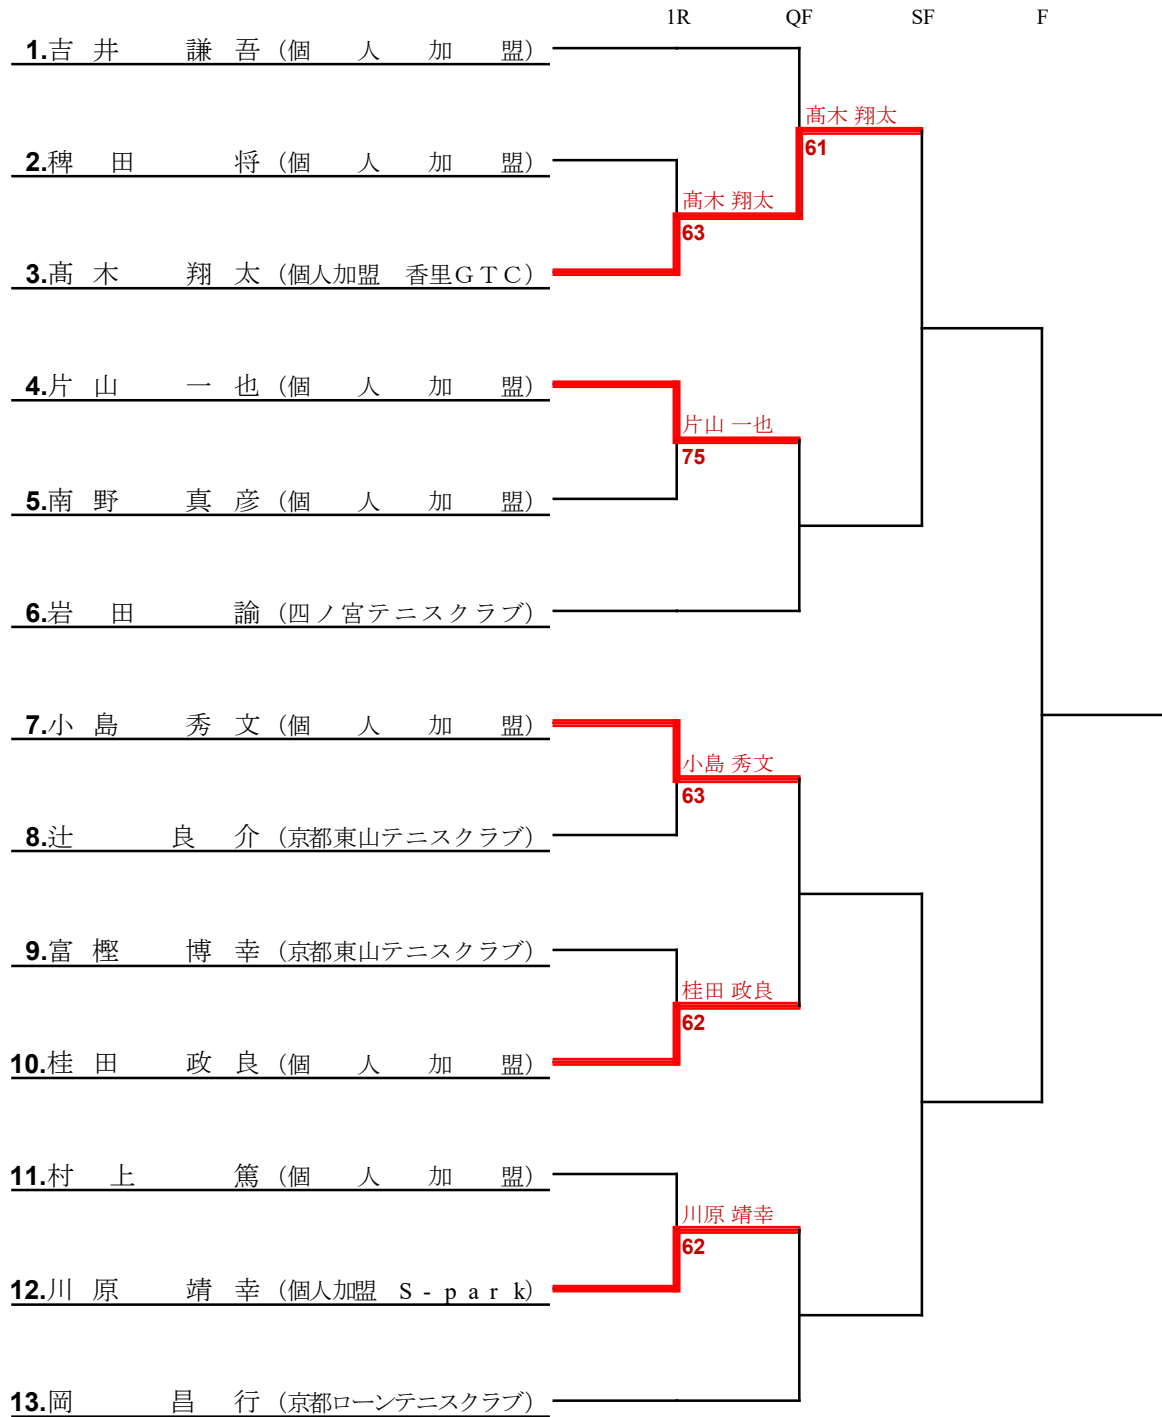 1R QF SF F
1.吉井 謙吾 (個人加盟)
髙木 翔太
61
2.稗田 将 (個人加盟)
髙木 翔太
63
3.髙木 翔太 (個人加盟 香里GTC)
4.片山 一也 (個人加盟)
片山 一也
75
5.南野 真彦 (個人加盟)
6.岩田 諭 (四ノ宮テニスクラブ)
7.小島 秀文 (個人加盟)
小島 秀文
63
8.辻 良介 (京都東山テニスクラブ)
9.富樫 博幸 (京都東山テニスクラブ)
桂田 政良
62
10.桂田 政良 (個人加盟)
11.村上 篤 (個人加盟)
川原 靖幸
62
12.川原 靖幸 (個人加盟 S-park)
13.岡 昌行 (京都ローンテニスクラブ)